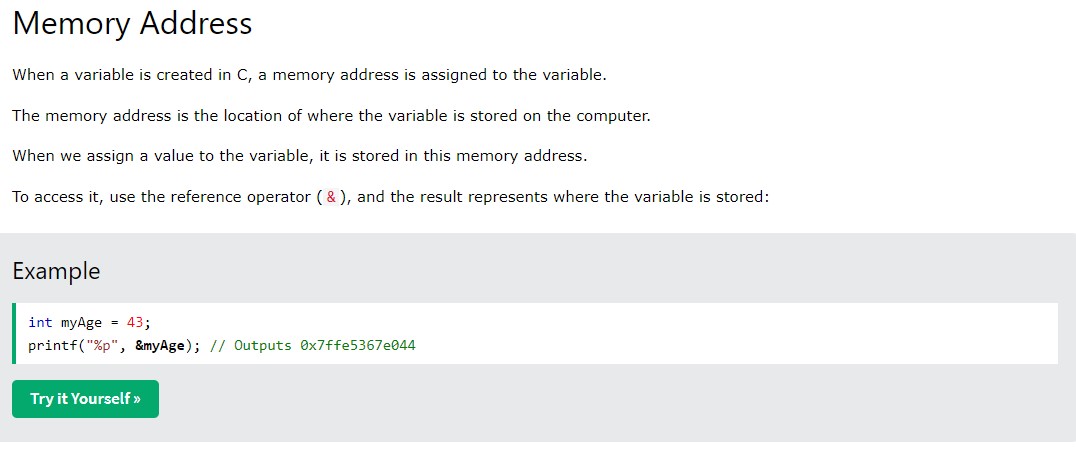 Memory Address
When a variable is created in C, a memory address is assigned to the variable.
The memory address is the location of where the variable is stored on the computer.
When we assign a value to the variable, it is stored in this memory address.
To access it, use the reference operator (&), and the result represents where the variable is stored:
Example
int myAge = 43;
printf("%p", &myAge); // Outputs 0x7ffe5367e044
Try it Yourself »